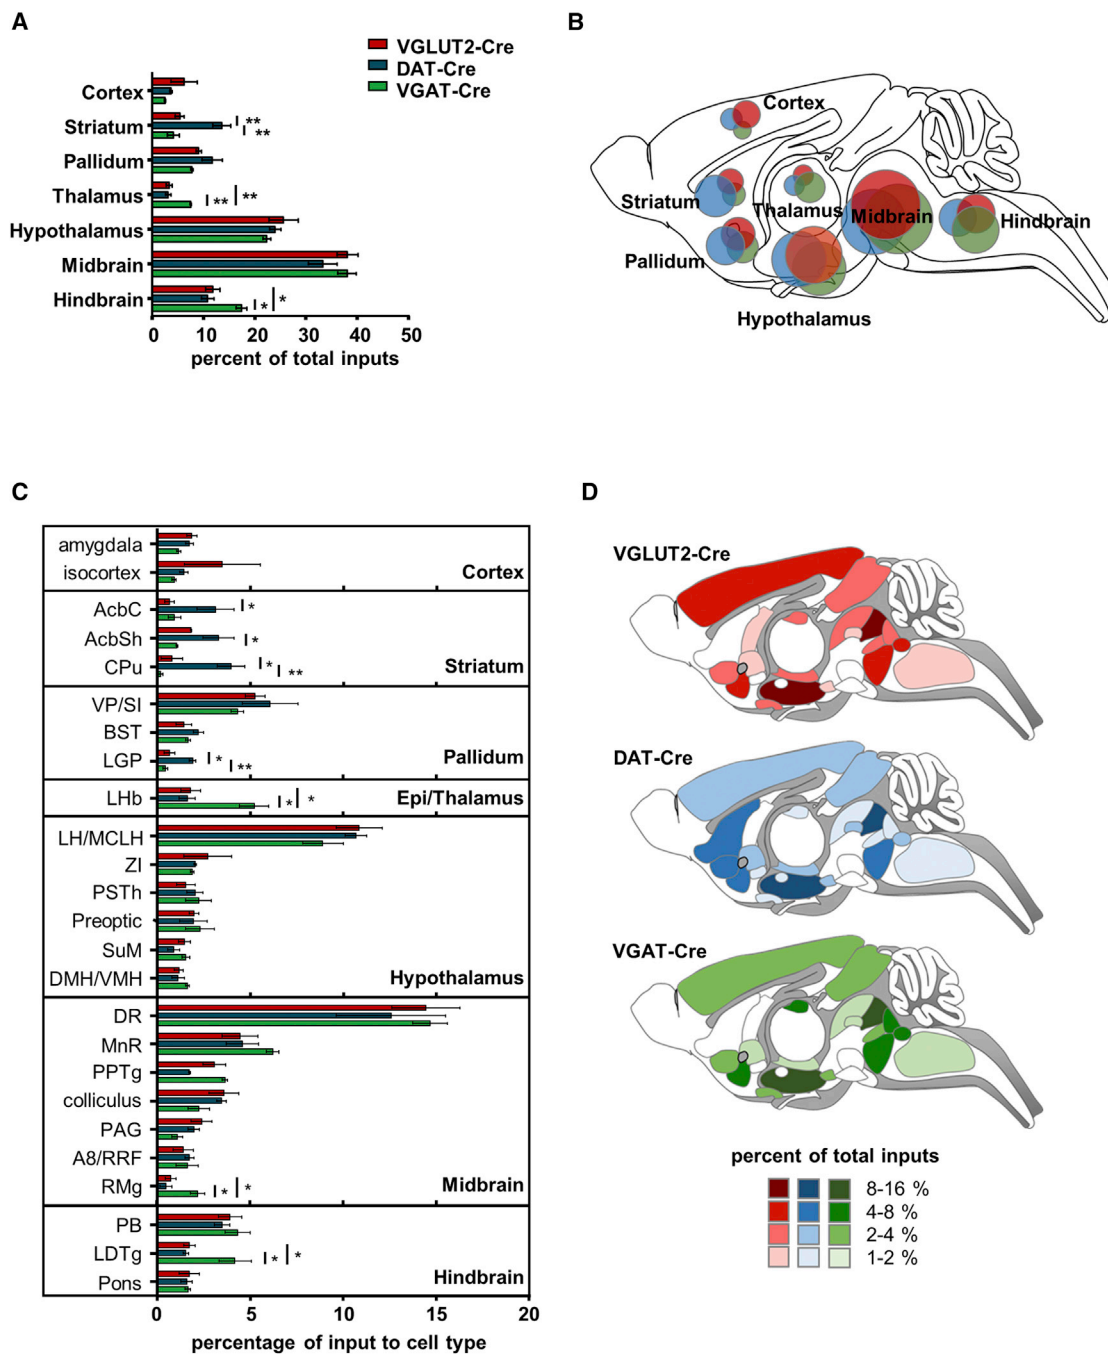 A
VGLUT2-Cre
DAT-Cre
VGAT-Cre
Cortex
Striatum
**
**
Pallidum
Thalamus
** **
Hypothalamus
Midbrain
Hindbrain
* *
0 10 20 30 40 50
percent of total inputs
B
Cortex
Striatum
Thalamus
Midbrain
Hindbrain
Pallidum
Hypothalamus
C
amygdala
isocortex
Cortex
AcbC
*
AcbSh
*
CPu
*
**
Striatum
VP/SI
BST
LGP
*
**
Pallidum
LHb
* *
Epi/Thalamus
LH/MCLH
ZI
PSTh
Preoptic
SuM
DMH/VMH
Hypothalamus
DR
MnR
PPTg
colliculus
PAG
A8/RRF
RMg
* *
Midbrain
PB
LDTg
* *
Pons
Hindbrain
0 5 10 15 20
percentage of input to cell type
D
VGLUT2-Cre
DAT-Cre
VGAT-Cre
percent of total inputs
8-16 %
4-8 %
2-4 %
1-2 %